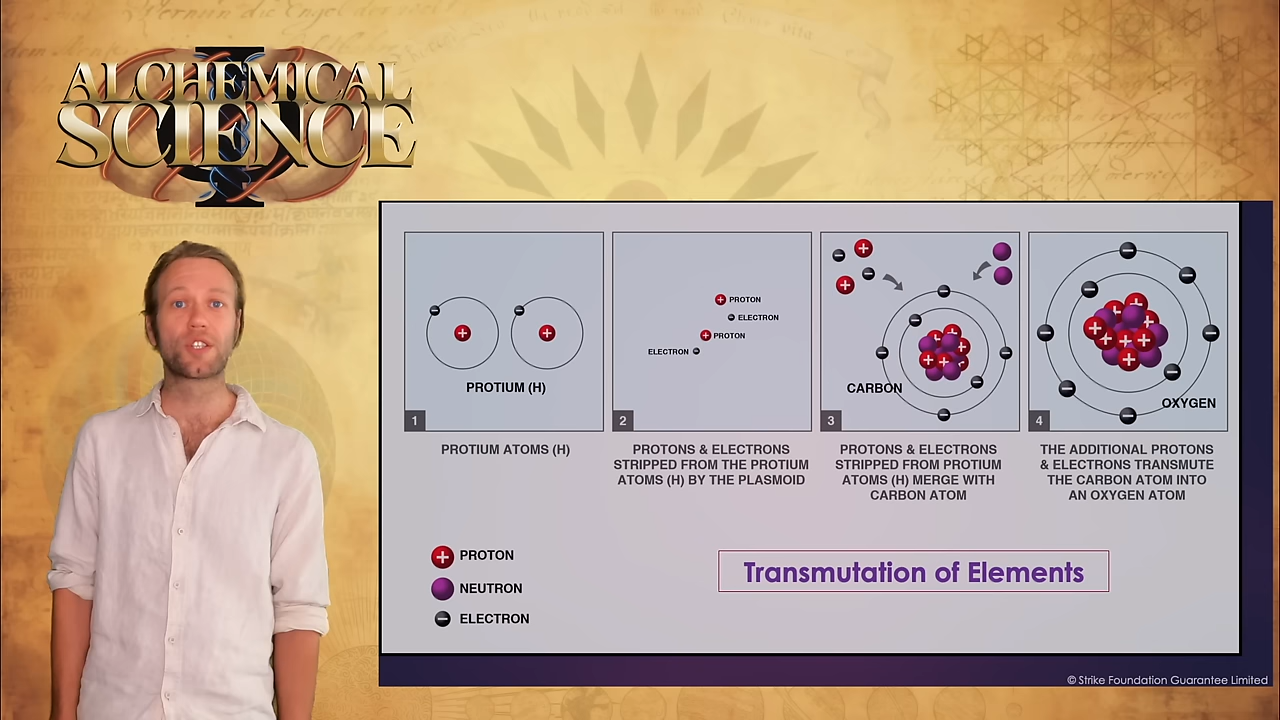 ALCHEMICAL
SCIENCE
PROTIUM (H)
1
PROTIUM ATOMS (H)
PROTON
ELECTRON
PROTON
ELECTRON
2
PROTONS & ELECTRONS
STRIPPED FROM THE PROTIUM
ATOMS (H) BY THE PLASMOID
CARBON
3
PROTONS & ELECTRONS
STRIPPED FROM PROTIUM
ATOMS (H) MERGE WITH
CARBON ATOM
OXYGEN
4
THE ADDITIONAL PROTONS
& ELECTRONS TRANSMUTE
THE CARBON ATOM INTO
AN OXYGEN ATOM
PROTON
NEUTRON
ELECTRON
Transmutation of Elements
© Strike Foundation Guarantee Limited